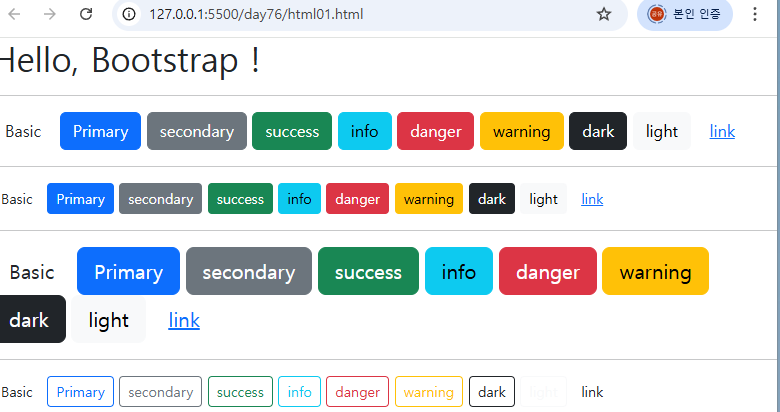 127.0.0.1:5500/day76/html01.html 본인 인증
Hello, Bootstrap !
Basic Primary secondary success info danger warning dark light link
Basic Primary secondary success info danger warning dark light link
Basic Primary secondary success info danger warning
dark light link
Basic Primary secondary success info danger warning dark light link